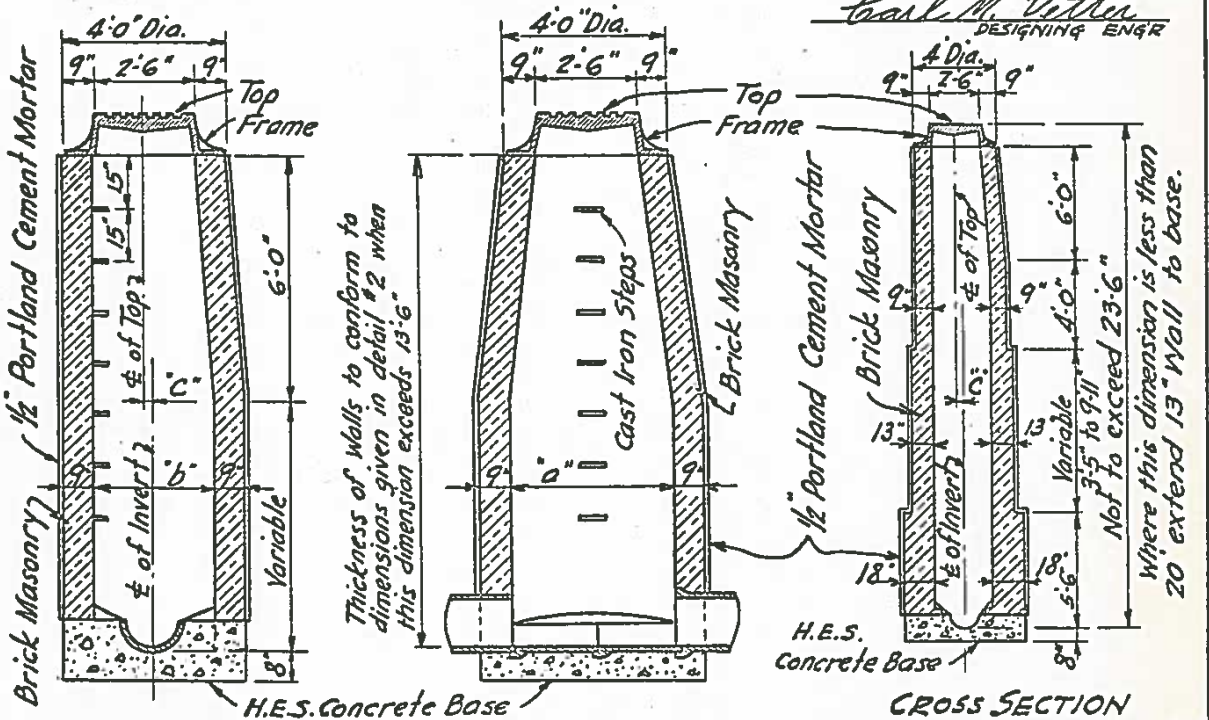 Carl M. Vetter
DESIGNING ENG'R
4'-0" Dia.
9" 2'-6" 9"
Top
Frame
15"
15"
6'-0"
℄ of Top
"C"
9" "b" 9"
℄ of Invert
Variable
8"
1/2" Portland Cement Mortar
Brick Masonry
H.E.S. Concrete Base
4'-0" Dia.
9" 2'-6" 9"
Top
Frame
Thickness of Walls to conform to
dimensions given in detail #2 when
this dimension exceeds 13'-6"
Cast Iron Steps
Brick Masonry
9" "a" 9"
1/2" Portland Cement Mortar
4' Dia.
9" 2'-6" 9"
Brick Masonry
℄ of Top
6'-0"
9" 9"
4'-0"
"C"
13" 13"
Variable
3'-5" to 9'-11"
℄ of Invert
18" 18"
5'-6"
8"
Not to exceed 23'-6"
Where this dimension is less than
20' extend 13" Wall to base.
H.E.S.
Concrete Base
CROSS SECTION